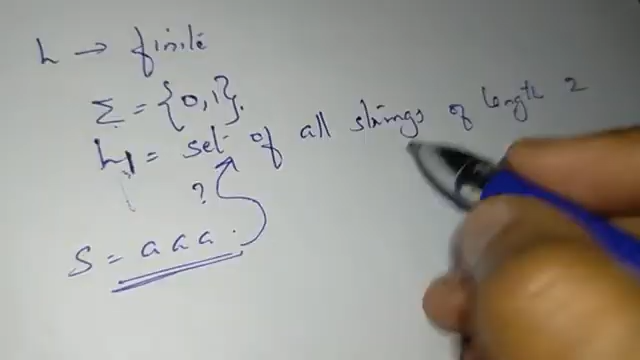 L → finite
Σ = {0,1}.
L1 = set of all strings of length 2
?
S = a a a .